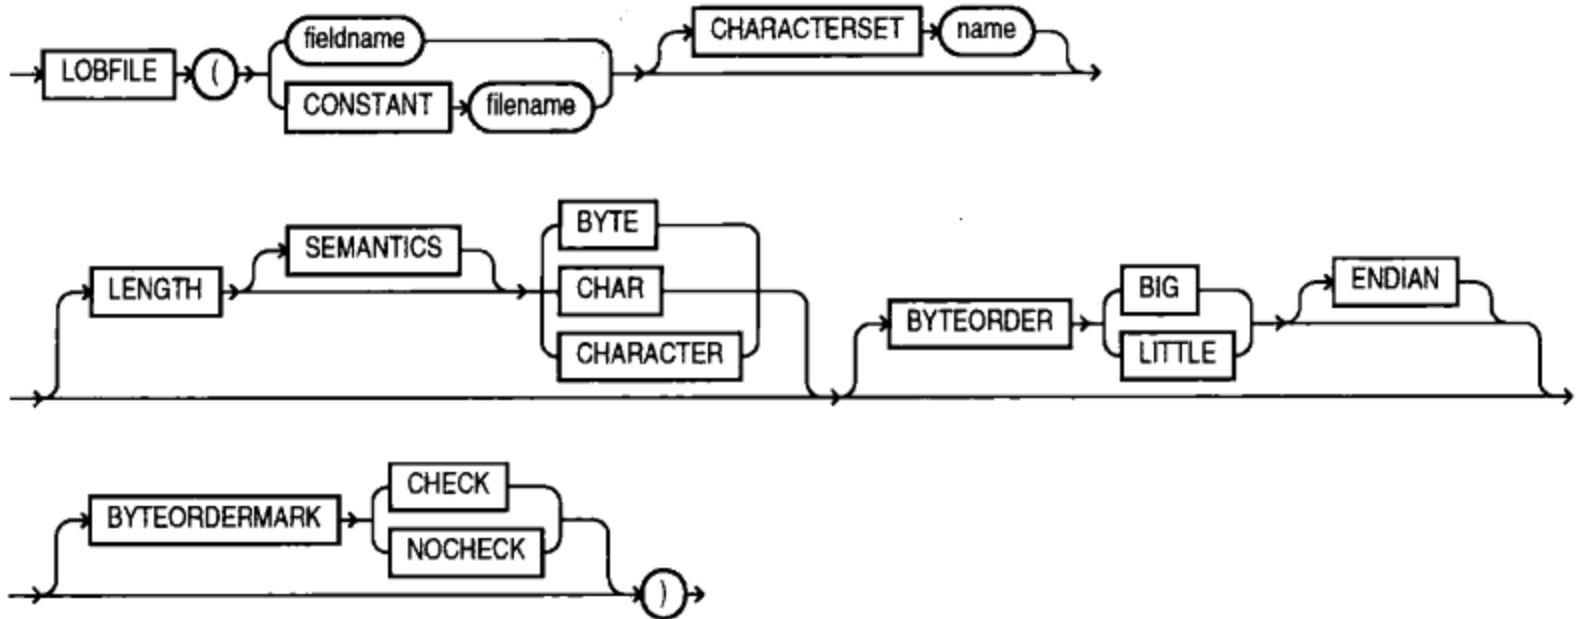 fieldname
CHARACTERSET name
LOBFILE (
CONSTANT filename
BYTE
SEMANTICS
LENGTH CHAR
CHARACTER
BIG ENDIAN
BYTEORDER
LITTLE
CHECK
BYTEORDERMARK
NOCHECK
)